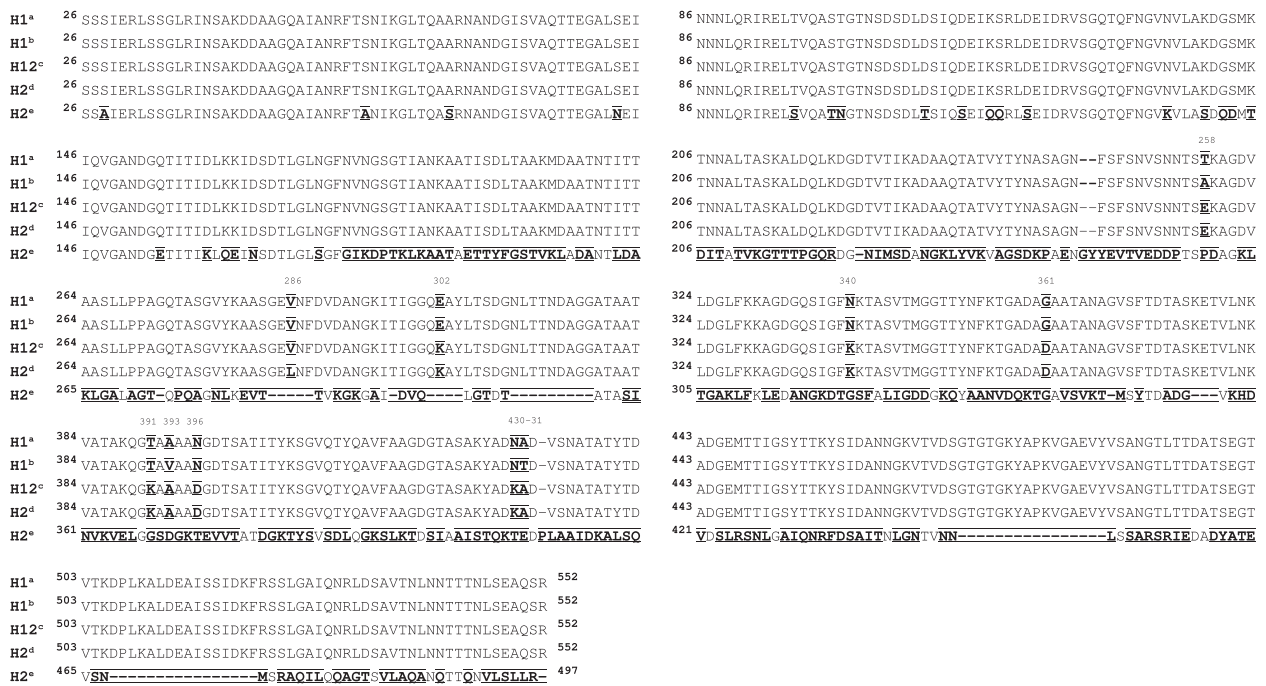 H1ᵃ 26 SSSIERLSSGLRINSAKDDAAGQAIANRFTSNIKGLTQAARNANDGISVAQTTEGALSEI 86 NNNLQRIRELTVQASTGTNSDSDLDSIQDEIKSRLDEIDRVSGQTQFNGVNVLAKDGSMK
H1ᵇ 26 SSSIERLSSGLRINSAKDDAAGQAIANRFTSNIKGLTQAARNANDGISVAQTTEGALSEI 86 NNNLQRIRELTVQASTGTNSDSDLDSIQDEIKSRLDEIDRVSGQTQFNGVNVLAKDGSMK
H12ᶜ 26 SSSIERLSSGLRINSAKDDAAGQAIANRFTSNIKGLTQAARNANDGISVAQTTEGALSEI 86 NNNLQRIRELTVQASTGTNSDSDLDSIQDEIKSRLDEIDRVSGQTQFNGVNVLAKDGSMK
H2ᵈ 26 SSSIERLSSGLRINSAKDDAAGQAIANRFTSNIKGLTQAARNANDGISVAQTTEGALSEI 86 NNNLQRIRELTVQASTGTNSDSDLDSIQDEIKSRLDEIDRVSGQTQFNGVNVLAKDGSMK
H2ᵉ 26 SSAIERLSSGLRINSAKDDAAGQAIANRFTANIKGLTQASRNANDGISVAQTTEGALNEI 86 NNNLQRIRELSVQATNGTNSDSDLTSIQSEIQQRLSEIDRVSGQTQFNGVKVLASDQDMT
258
H1ᵃ 146 IQVGANDGQTITIDLKKIDSDTLGLNGFNVNGSGTIANKAATISDLTAAKMDAATNTITT 206 TNNALTASKALDQLKDGDTVTIKADAAQTATVYTYNASAGN--FSFSNVSNNTSTKAGDV
H1ᵇ 146 IQVGANDGQTITIDLKKIDSDTLGLNGFNVNGSGTIANKAATISDLTAAKMDAATNTITT 206 TNNALTASKALDQLKDGDTVTIKADAAQTATVYTYNASAGN--FSFSNVSNNTSAKAGDV
H12ᶜ 146 IQVGANDGQTITIDLKKIDSDTLGLNGFNVNGSGTIANKAATISDLTAAKMDAATNTITT 206 TNNALTASKALDQLKDGDTVTIKADAAQTATVYTYNASAGN--FSFSNVSNNTSEKAGDV
H2ᵈ 146 IQVGANDGQTITIDLKKIDSDTLGLNGFNVNGSGTIANKAATISDLTAAKMDAATNTITT 206 TNNALTASKALDQLKDGDTVTIKADAAQTATVYTYNASAGN--FSFSNVSNNTSEKAGDV
H2ᵉ 146 IQVGANDGETITIKLQEINSDTLGLSGFGIKDPTKLKAATAETTYFGSTVKLADANTLDA 206 DITATVKGTTTPGQRDG-NIMSDANGKLYVKVAGSDKPAENGYYEVTVEDDPTSPDAGKL
286 302 340 361
H1ᵃ 264 AASLLPPAGQTASGVYKAASGEVNFDVDANGKITIGGQEAYLTSDGNLTTNDAGGATAAT 324 LDGLFKKAGDGQSIGFNKTASVTMGGTTYNFKTGADAGAATANAGVSFTDTASKETVLNK
H1ᵇ 264 AASLLPPAGQTASGVYKAASGEVNFDVDANGKITIGGQEAYLTSDGNLTTNDAGGATAAT 324 LDGLFKKAGDGQSIGFNKTASVTMGGTTYNFKTGADAGAATANAGVSFTDTASKETVLNK
H12ᶜ 264 AASLLPPAGQTASGVYKAASGEVNFDVDANGKITIGGQKAYLTSDGNLTTNDAGGATAAT 324 LDGLFKKAGDGQSIGFKKTASVTMGGTTYNFKTGADADAATANAGVSFTDTASKETVLNK
H2ᵈ 264 AASLLPPAGQTASGVYKAASGELNFDVDANGKITIGGQKAYLTSDGNLTTNDAGGATAAT 324 LDGLFKKAGDGQSIGFKKTASVTMGGTTYNFKTGADADAATANAGVSFTDTASKETVLNK
H2ᵉ 265 KLGALAGT-QPQAGNLKEVTT-----TVKGKGAI-DVQ----LGTDT---------ATASI 305 TGAKLFKLEDANGKDTGSFALIGDDGKQYAANVDQKTGAVSVKT-MSYTDADG---VKHD
391 393 396 430-31
H1ᵃ 384 VATAKQGTAAAANGDTSATITYKSGVQTYQAVFAAGDGTASAKYADNAD-VSNATATYTD 443 ADGEMTTIGSYTTKYSIDANNGKVTVDSGTGTGKYAPKVGAEVYVSANGTLTTDATSEGT
H1ᵇ 384 VATAKQGTAVAANGDTSATITYKSGVQTYQAVFAAGDGTASAKYADNTD-VSNATATYTD 443 ADGEMTTIGSYTTKYSIDANNGKVTVDSGTGTGKYAPKVGAEVYVSANGTLTTDATSEGT
H12ᶜ 384 VATAKQGKAAAADGDTSATITYKSGVQTYQAVFAAGDGTASAKYADKAD-VSNATATYTD 443 ADGEMTTIGSYTTKYSIDANNGKVTVDSGTGTGKYAPKVGAEVYVSANGTLTTDATSEGT
H2ᵈ 384 VATAKQGKAAAADGDTSATITYKSGVQTYQAVFAAGDGTASAKYADKAD-VSNATATYTD 443 ADGEMTTIGSYTTKYSIDANNGKVTVDSGTGTGKYAPKVGAEVYVSANGTLTTDATSEGT
H2ᵉ 361 NVKVELGGSDGKTEVVTATDGKTYSVSDLQGKSLKTDSIAAISTQKTEDPLAAIDKALSQ 421 VDSLRSNLGAIQNRFDSAITNLGNTVNN----------------LSSARSRIEDADYATE
H1ᵃ 503 VTKDPLKALDEAISSIDKFRSSLGAIQNRLDSAVTNLNNTTTNLSEAQSR 552
H1ᵇ 503 VTKDPLKALDEAISSIDKFRSSLGAIQNRLDSAVTNLNNTTTNLSEAQSR 552
H12ᶜ 503 VTKDPLKALDEAISSIDKFRSSLGAIQNRLDSAVTNLNNTTTNLSEAQSR 552
H2ᵈ 503 VTKDPLKALDEAISSIDKFRSSLGAIQNRLDSAVTNLNNTTTNLSEAQSR 552
H2ᵉ 465 VSN----------------MSRAQILQQAGTSVLAQANQTTQNVLSLLR- 497